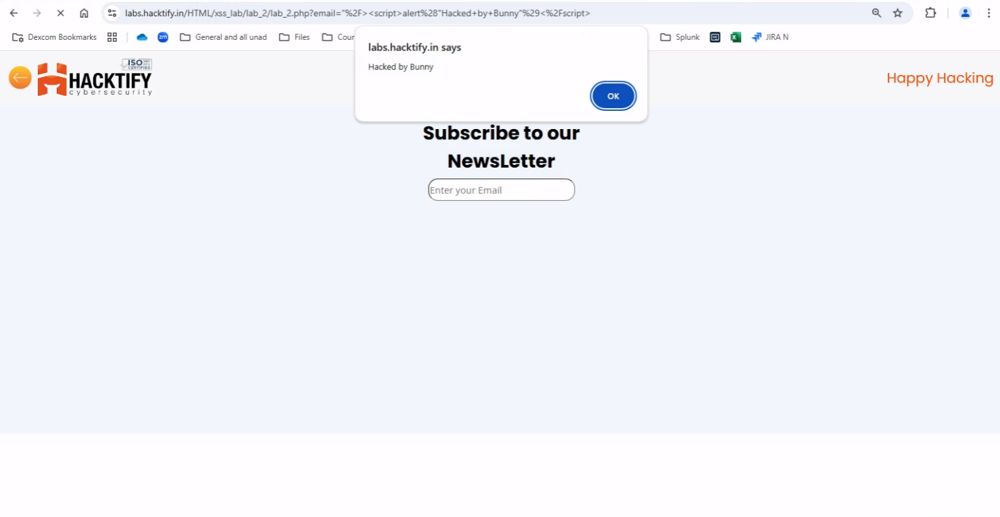 labs.hacktify.in/HTML/xss_lab/lab_2/lab_2.php?email="%2F><script>alert%28"Hacked+by+Bunny"%29<%2Fscript>
Dexcom Bookmarks zm General and all unad Files Cour Splunk JIRA N
labs.hacktify.in says
Hacked by Bunny
OK
ISO
CERTIFIED
HACKTIFY
cybersecurity
Happy Hacking
Subscribe to our
NewsLetter
Enter your Email